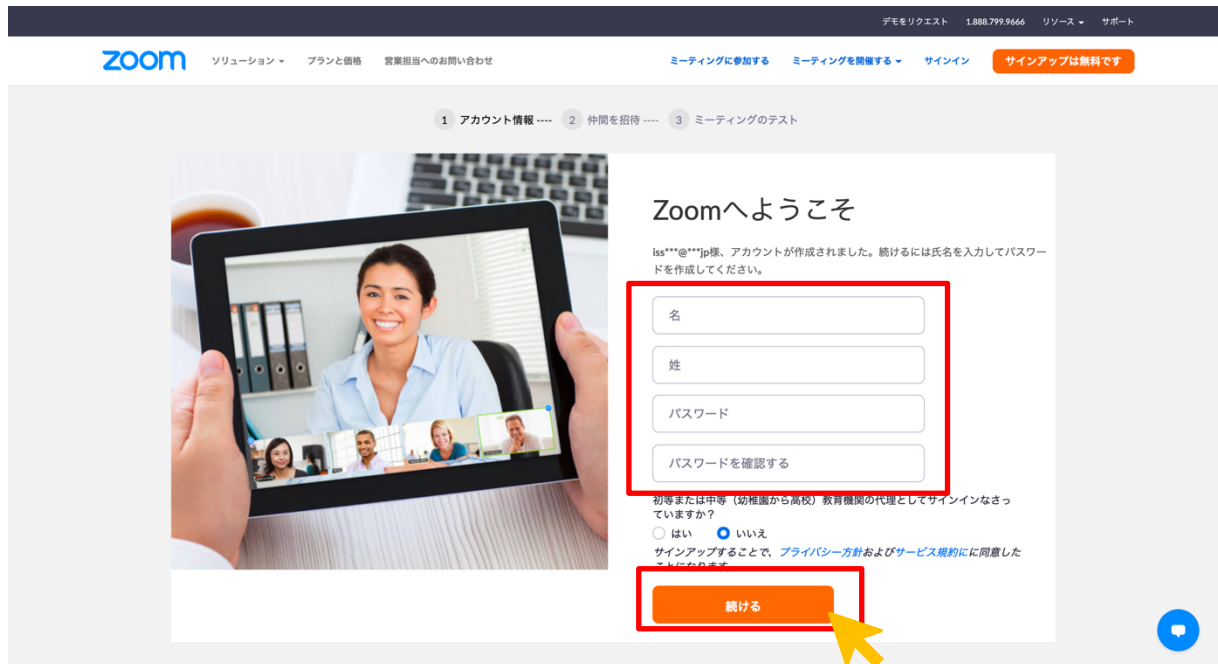 デモをリクエスト 1.888.799.9666 リソース サポート
zoom ソリューション プランと価格 営業担当へのお問い合わせ ミーティングに参加する ミーティングを開催する サインイン サインアップは無料です
1 アカウント情報 ---- 2 仲間を招待 ---- 3 ミーティングのテスト
Zoomへようこそ
iss***@***jp様、アカウントが作成されました。続けるには氏名を入力してパスワー
ドを作成してください。
名
姓
パスワード
パスワードを確認する
初等または中等（幼稚園から高校）教育機関の代理としてサインインなさっ
ていますか？
はい いいえ
サインアップすることで、プライバシー方針およびサービス規約にに同意した
ことになります
続ける